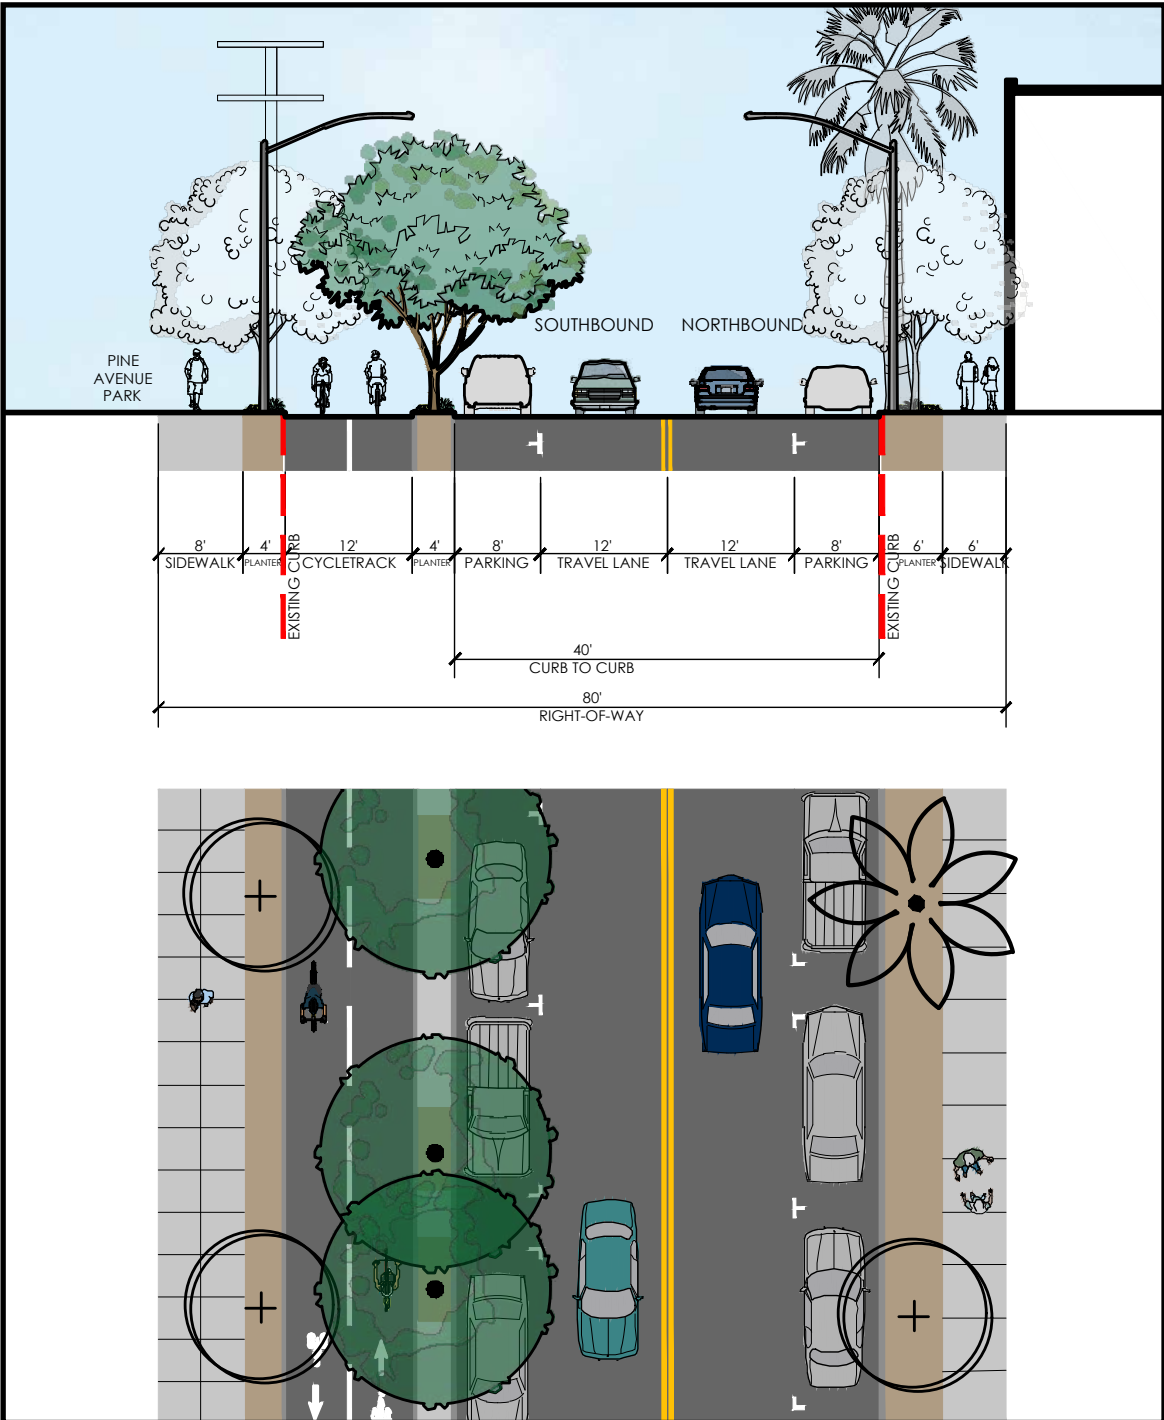 SOUTHBOUND
NORTHBOUND
PINE
AVENUE
PARK
8'
4'
12'
4'
8'
12'
12'
8'
6'
6'
SIDEWALK
PLANTER
CYCLETRACK
PLANTER
PARKING
TRAVEL LANE
TRAVEL LANE
PARKING
PLANTER
SIDEWALK
EXISTING CURB
EXISTING CURB
40'
CURB TO CURB
80'
RIGHT-OF-WAY